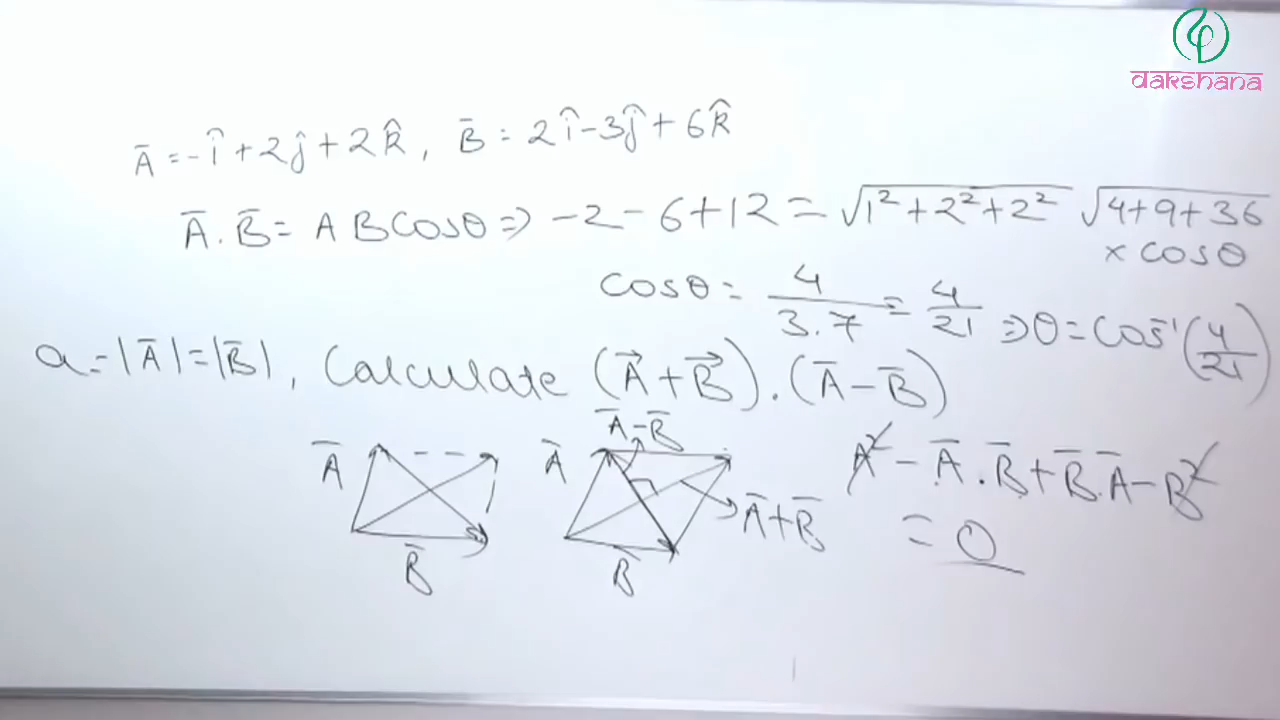 dakshana
Ā = -î + 2ĵ + 2k̂, B̄ = 2î - 3ĵ + 6k̂
Ā . B̄ = A B cosθ ⇒ -2 - 6 + 12 = √(1² + 2² + 2²) √(4 + 9 + 36)
× cosθ
cosθ = 4/3.7 = 4/21 ⇒ θ = cos⁻¹(4/21)
a = |Ā| = |B̄|, Calculate (A⃗ + B⃗) . (Ā - B̄)
Ā - B̄
Ā Ā A² - Ā . B̄ + B̄ . Ā - B²
Ā + B̄
= 0
B̄ B̄